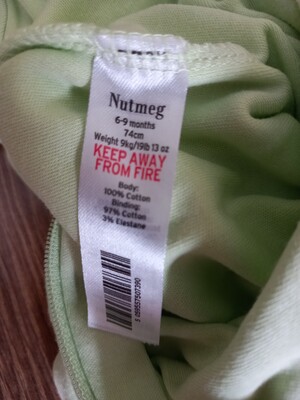 Nutmeg
6-9 months
74cm
Weight 9kg/19lb 13 oz
KEEP AWAY
FROM FIRE
Body:
100% Cotton
Binding:
97% Cotton
3% Elastane